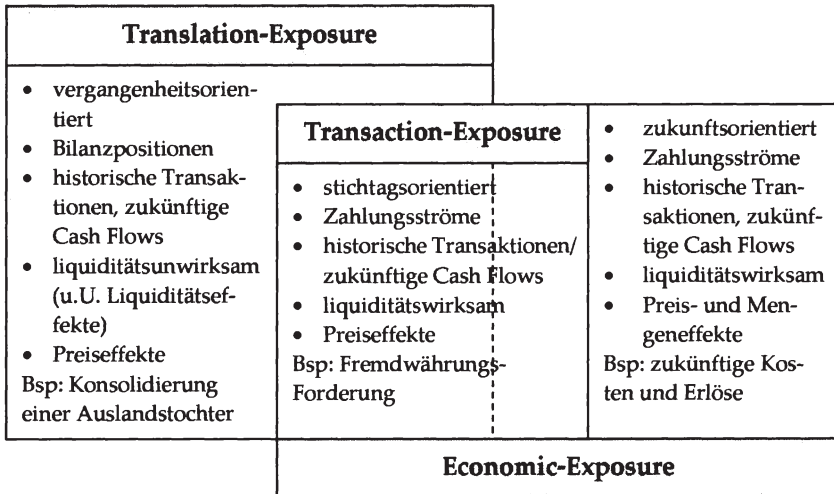 Translation-Exposure
• vergangenheitsorien-
tiert
• Bilanzpositionen
• historische Transak-
tionen, zukünftige
Cash Flows
• liquiditätsunwirksam
(u.U. Liquiditätsef-
fekte)
• Preiseffekte
Bsp: Konsolidierung
einer Auslandstochter
Transaction-Exposure
• stichtagsorientiert
• Zahlungsströme
• historische Transaktionen/
zukünftige Cash Flows
• liquiditätswirksam
• Preiseffekte
Bsp: Fremdwährungs-
Forderung
• zukunftsorientiert
• Zahlungsströme
• historische Tran-
saktionen, zukünf-
tige Cash Flows
• liquiditätswirksam
• Preis- und Men-
geneffekte
Bsp: zukünftige Kos-
ten und Erlöse
Economic-Exposure